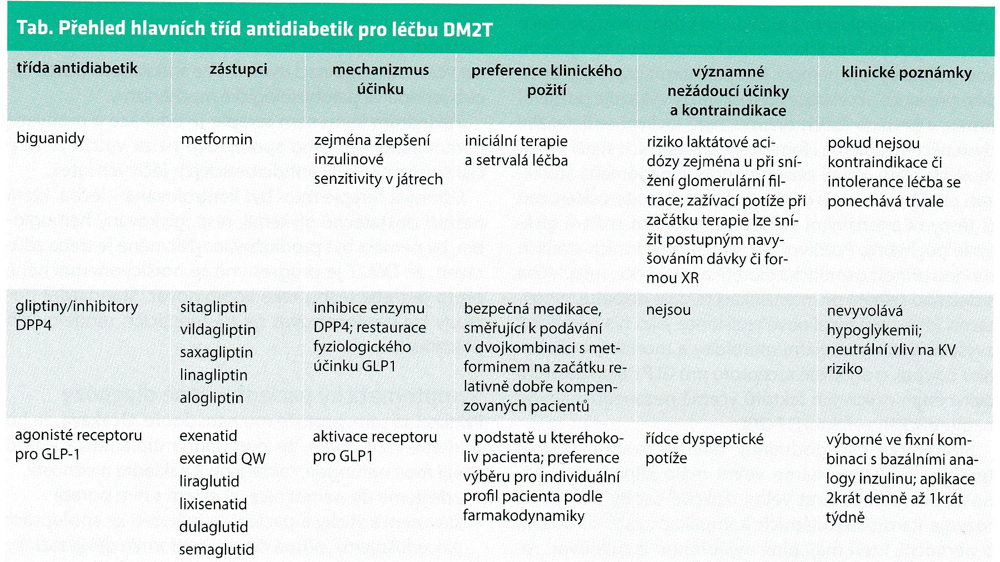 Tab. Přehled hlavních tříd antidiabetik pro léčbu DM2T
třída antidiabetik
zástupci
mechanizmus
účinku
preference klinického
požití
významné
nežádoucí účinky
a kontraindikace
klinické poznámky
biguanidy
metformin
zejména zlepšení
inzulinové
senzitivity v játrech
iniciální terapie
a setrvalá léčba
riziko laktátové aci-
dózy zejména u při sní-
žení glomerulární fil-
trace; zažívací potíže při
začátku terapie lze sní-
žit postupným navy-
šováním dávky či for-
mou XR
pokud nejsou
kontraindikace či
intolerance léčba se
ponechává trvale
gliptiny/inhibitory
DPP4
sitagliptin
vildagliptin
saxagliptin
linagliptin
alogliptin
inhibice enzymu
DPP4; restaurace
fyziologického
účinku GLP1
bezpečná medikace,
směřující k podávání
v dvojkombinaci s met-
forminem na začátku re-
lativně dobře kompen-
zovaných pacientů
nejsou
nevyvolává
hypoglykemii;
neutrální vliv na KV
riziko
agonisté receptoru
pro GLP-1
exenatid
exenatid QW
liraglutid
lixisenatid
dulaglutid
semaglutid
aktivace receptoru
pro GLP1
v podstatě u kteréhoko-
liv pacienta; preference
výběru pro individuální
profil pacienta podle
farmakodynamiky
řídce dyspeptické
potíže
výborné ve fixní kom-
binaci s bazálními ana-
logy inzulinu; aplikace
2krát denně až 1krát
týdně